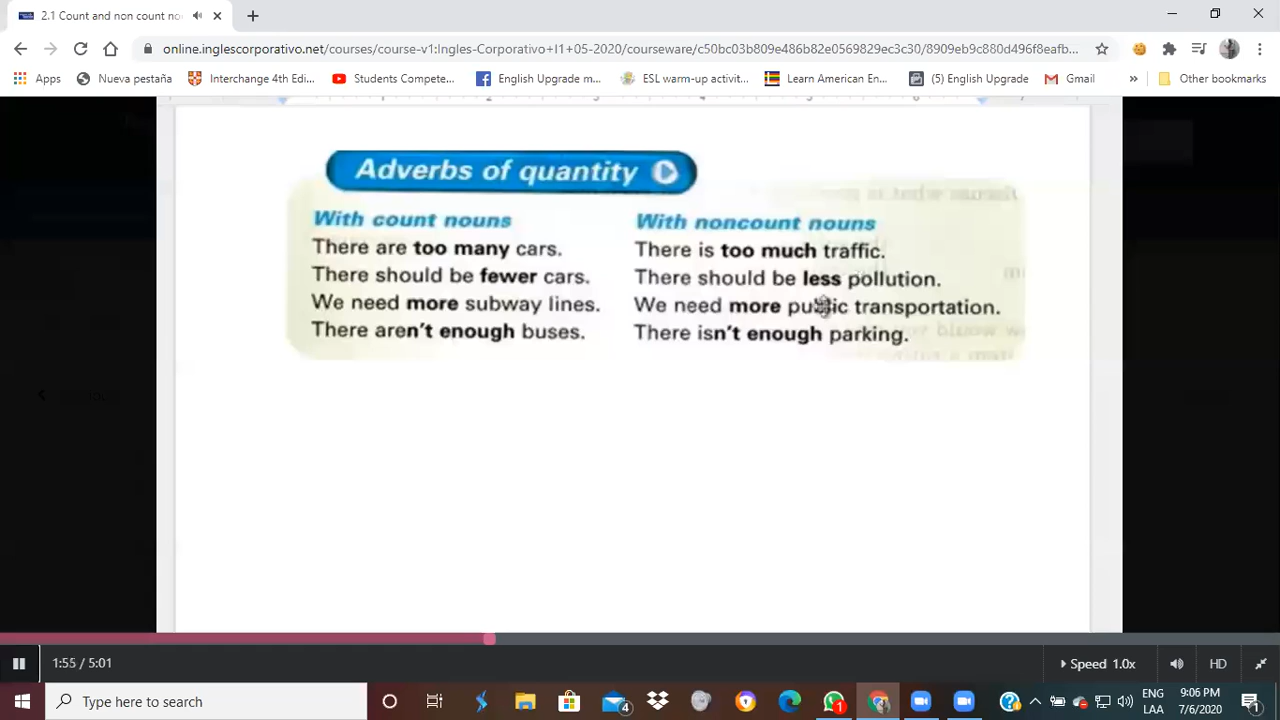 2.1 Count and non count no
online.inglescorporativo.net/courses/course-v1:Ingles-Corporativo+I1+05-2020/courseware/c50bc03b809e486b82e0569829ec3c30/8909eb9c880d496f8eafb...
Apps
Nueva pestaña
Interchange 4th Edi...
Students Compete...
English Upgrade m...
ESL warm-up activit...
Learn American En...
(5) English Upgrade
Gmail
»
Other bookmarks
Adverbs of quantity
With count nouns
There are too many cars.
There should be fewer cars.
We need more subway lines.
There aren't enough buses.
With noncount nouns
There is too much traffic.
There should be less pollution.
We need more public transportation.
There isn't enough parking.
1:55 / 5:01
Speed 1.0x
HD
Type here to search
4
1
ENG
LAA
9:06 PM
7/6/2020
1